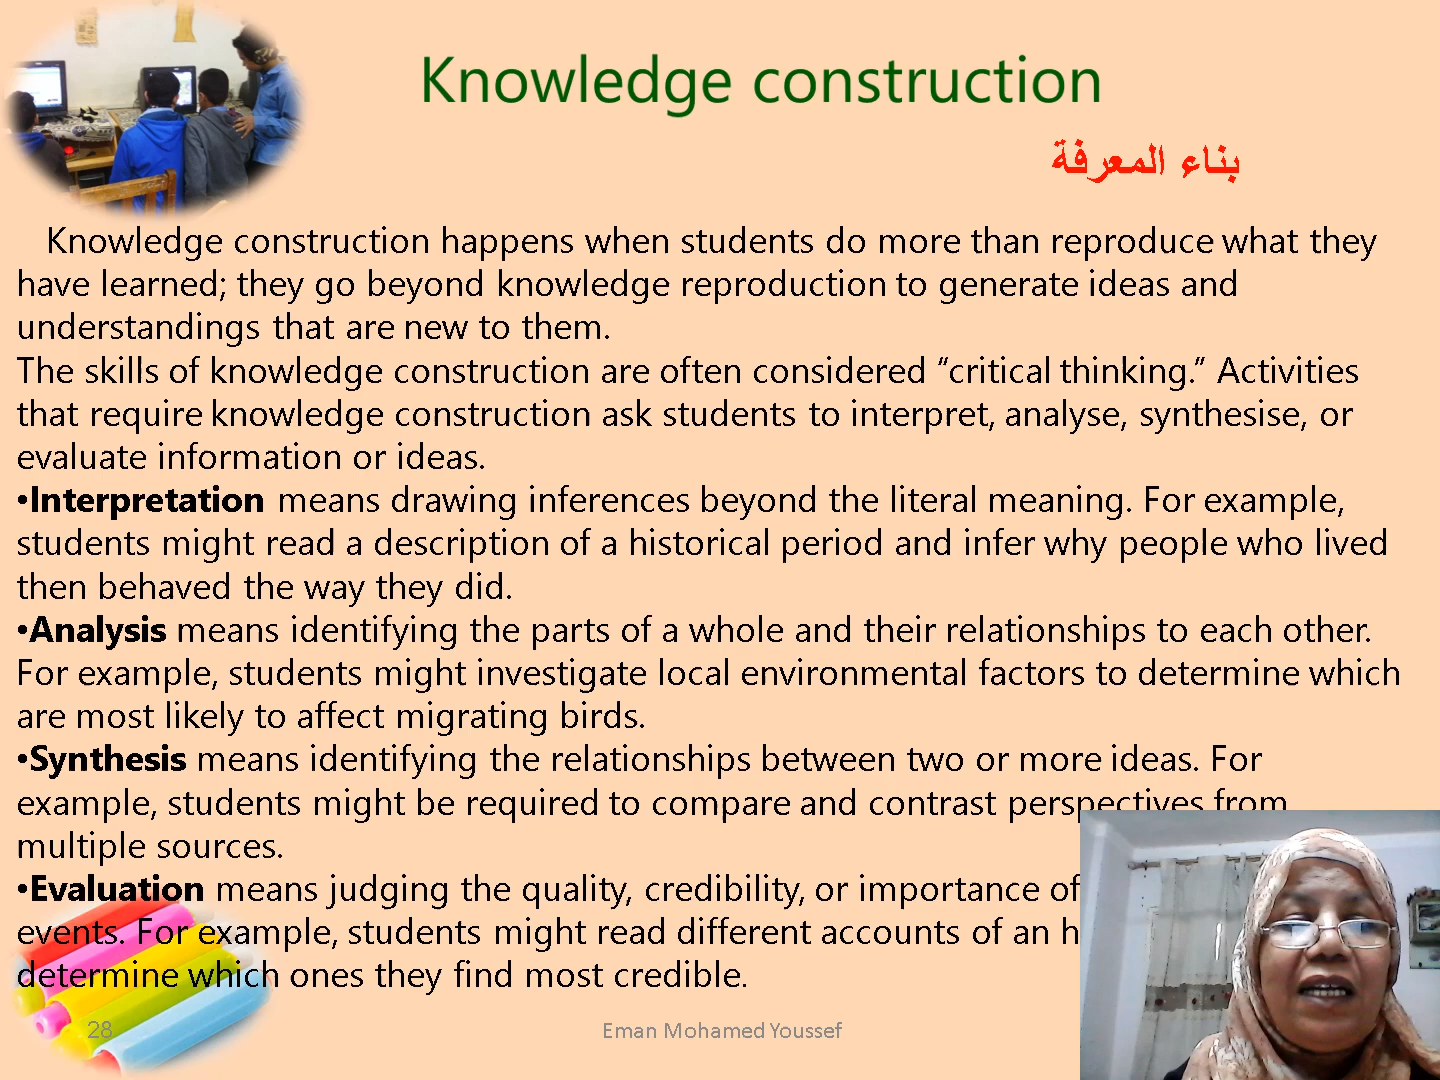 Knowledge construction
بناء المعرفة
Knowledge construction happens when students do more than reproduce what they
have learned; they go beyond knowledge reproduction to generate ideas and
understandings that are new to them.
The skills of knowledge construction are often considered “critical thinking.” Activities
that require knowledge construction ask students to interpret, analyse, synthesise, or
evaluate information or ideas.
•Interpretation means drawing inferences beyond the literal meaning. For example,
students might read a description of a historical period and infer why people who lived
then behaved the way they did.
•Analysis means identifying the parts of a whole and their relationships to each other.
For example, students might investigate local environmental factors to determine which
are most likely to affect migrating birds.
•Synthesis means identifying the relationships between two or more ideas. For
example, students might be required to compare and contrast perspectives from
multiple sources.
•Evaluation means judging the quality, credibility, or importance of
events. For example, students might read different accounts of an
determine which ones they find most credible.
28
Eman Mohamed Youssef